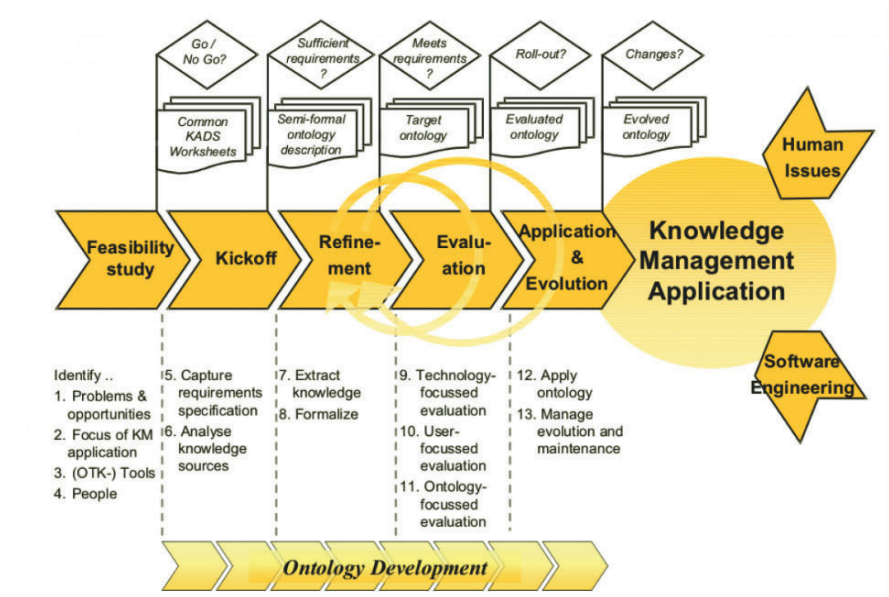 Go /
No Go?
Sufficient
requirements
?
Meets
requirements
?
Roll-out?
Changes?
Common
KADS
Worksheets
Semi-formal
ontology
description
Target
ontology
Evaluated
ontology
Evolved
ontology
Human
Issues
Feasibility
study
Kickoff
Refine-
ment
Evalu-
ation
Application
&
Evolution
Knowledge
Management
Application
Software
Engineering
Identify ..
1. Problems &
opportunities
2. Focus of KM
application
3. (OTK-) Tools
4. People
5. Capture
requirements
specification
6. Analyse
knowledge
sources
7. Extract
knowledge
8. Formalize
9. Technology-
focussed
evaluation
10. User-
focussed
evaluation
11. Ontology-
focussed
evaluation
12. Apply
ontology
13. Manage
evolution and
maintenance
Ontology Development